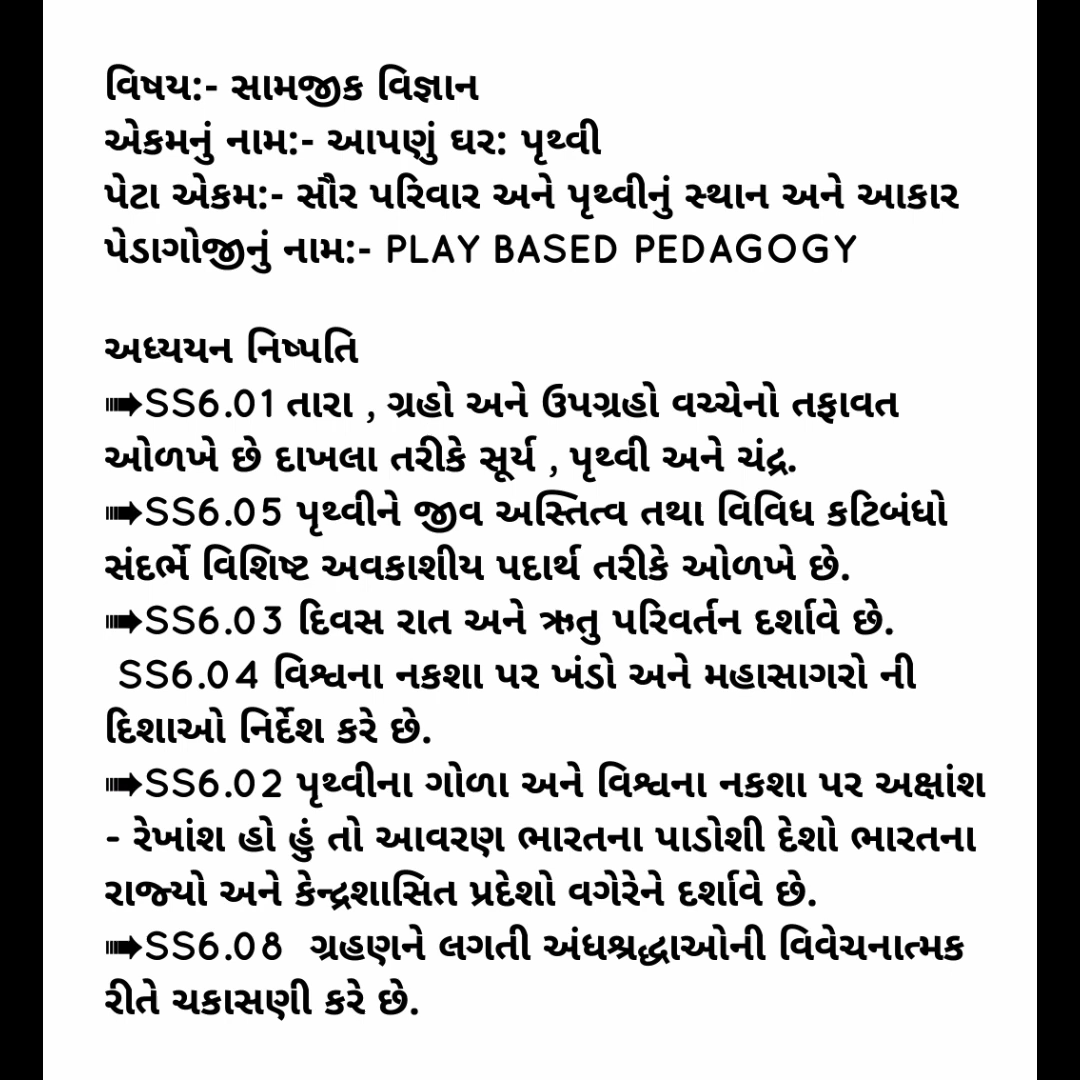 વિષય:- સામજીક વિજ્ઞાન
એકમનું નામ:- આપણું ઘર: પૃથ્વી
પેટા એકમ:- સૌર પરિવાર અને પૃથ્વીનું સ્થાન અને આકાર
પેડાગોજીનું નામ:- PLAY BASED PEDAGOGY
અધ્યયન નિષ્પતિ
➠SS6.01 તારા , ગ્રહો અને ઉપગ્રહો વચ્ચેનો તફાવત
ઓળખે છે દાખલા તરીકે સૂર્ય , પૃથ્વી અને ચંદ્ર.
➠SS6.05 પૃથ્વીને જીવ અસ્તિત્વ તથા વિવિધ કટિબંધો
સંદર્ભે વિશિષ્ટ અવકાશીય પદાર્થ તરીકે ઓળખે છે.
➠SS6.03 દિવસ રાત અને ઋતુ પરિવર્તન દર્શાવે છે.
SS6.04 વિશ્વના નકશા પર ખંડો અને મહાસાગરો ની
દિશાઓ નિર્દેશ કરે છે.
➠SS6.02 પૃથ્વીના ગોળા અને વિશ્વના નકશા પર અક્ષાંશ
- રેખાંશ હો હું તો આવરણ ભારતના પાડોશી દેશો ભારતના
રાજ્યો અને કેન્દ્રશાસિત પ્રદેશો વગેરેને દર્શાવે છે.
➠SS6.08 ગ્રહણને લગતી અંધશ્રદ્ધાઓની વિવેચનાત્મક
રીતે ચકાસણી કરે છે.